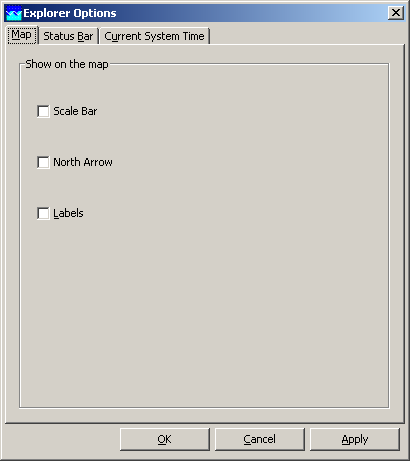 Explorer Options
Map Status Bar Current System Time
Show on the map
Scale Bar
North Arrow
Labels
OK Cancel Apply